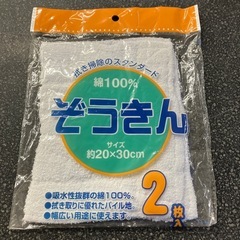 拭き掃除のスタンダード
綿100%
ぞうきん
サイズ
約20×30cm
●吸水性抜群の綿100%
●拭き取りに優れたパイル地
●幅広い用途に使えます。
2枚入